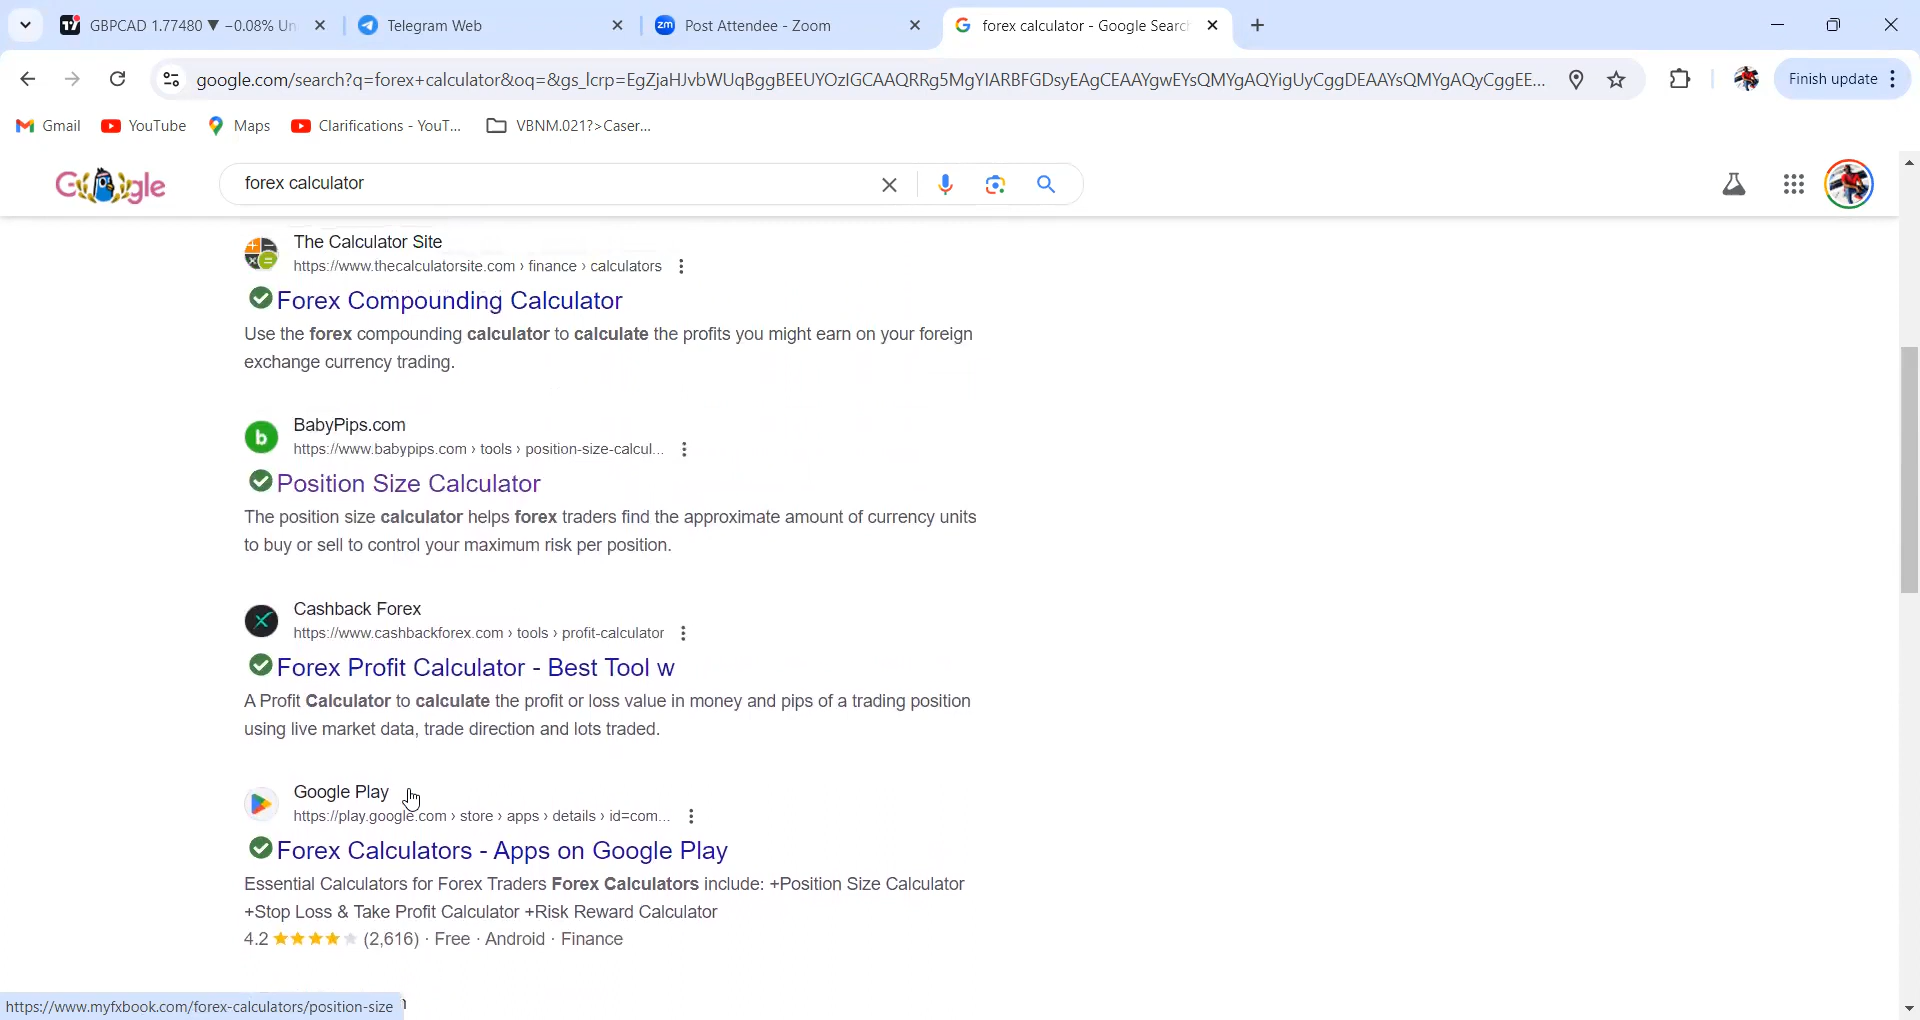 GBPCAD 1.77480 ▼ −0.08% Un
Telegram Web
zm Post Attendee - Zoom
forex calculator - Google Search
google.com/search?q=forex+calculator&oq=&gs_lcrp=EgZjaHJvbWUqBggBEEUYOzIGCAAQRRg5MgYIARBFGDsyEAgCEAAYgwEYsQMYgAQYigUyCggDEAAYsQMYgAQyCggEE...
Finish update
Gmail
YouTube
Maps
Clarifications - YouT...
VBNM.021?>Caser...
Google
forex calculator
The Calculator Site
https://www.thecalculatorsite.com › finance › calculators
Forex Compounding Calculator
Use the forex compounding calculator to calculate the profits you might earn on your foreign
exchange currency trading.
b
BabyPips.com
https://www.babypips.com › tools › position-size-calcul...
Position Size Calculator
The position size calculator helps forex traders find the approximate amount of currency units
to buy or sell to control your maximum risk per position.
Cashback Forex
https://www.cashbackforex.com › tools › profit-calculator
Forex Profit Calculator - Best Tool w
A Profit Calculator to calculate the profit or loss value in money and pips of a trading position
using live market data, trade direction and lots traded.
Google Play
https://play.google.com › store › apps › details › id=com...
Forex Calculators - Apps on Google Play
Essential Calculators for Forex Traders Forex Calculators include: +Position Size Calculator
+Stop Loss & Take Profit Calculator +Risk Reward Calculator
4.2 ★★★★★ (2,616) · Free · Android · Finance
https://www.myfxbook.com/forex-calculators/position-size